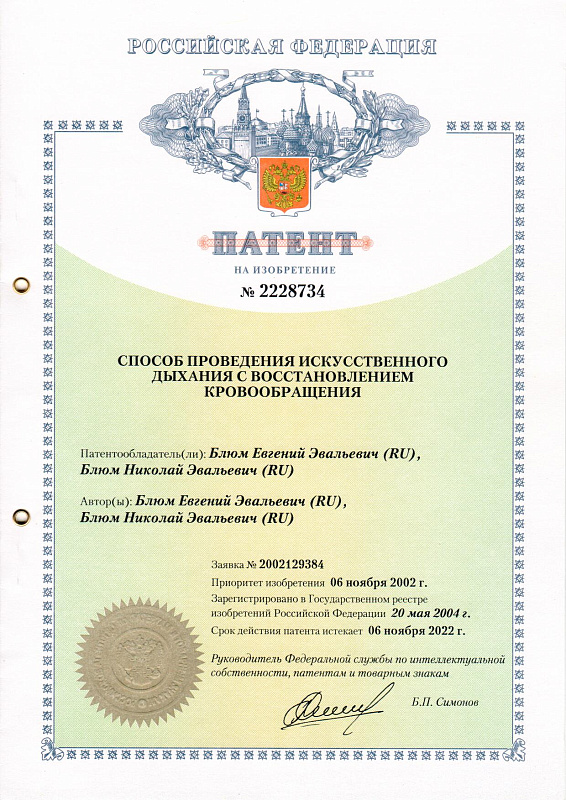 РОССИЙСКАЯ ФЕДЕРАЦИЯ
ПАТЕНТ
НА ИЗОБРЕТЕНИЕ
№ 2228734
СПОСОБ ПРОВЕДЕНИЯ ИСКУССТВЕННОГО
ДЫХАНИЯ С ВОССТАНОВЛЕНИЕМ
КРОВООБРАЩЕНИЯ
Патентообладатель(ли): Блюм Евгений Эвальевич (RU),
Блюм Николай Эвальевич (RU)
Автор(ы): Блюм Евгений Эвальевич (RU),
Блюм Николай Эвальевич (RU)
Заявка № 2002129384
Приоритет изобретения 06 ноября 2002 г.
Зарегистрировано в Государственном реестре
изобретений Российской Федерации 20 мая 2004 г.
Срок действия патента истекает 06 ноября 2022 г.
Руководитель Федеральной службы по интеллектуальной
собственности, патентам и товарным знакам
Б.П. Симонов